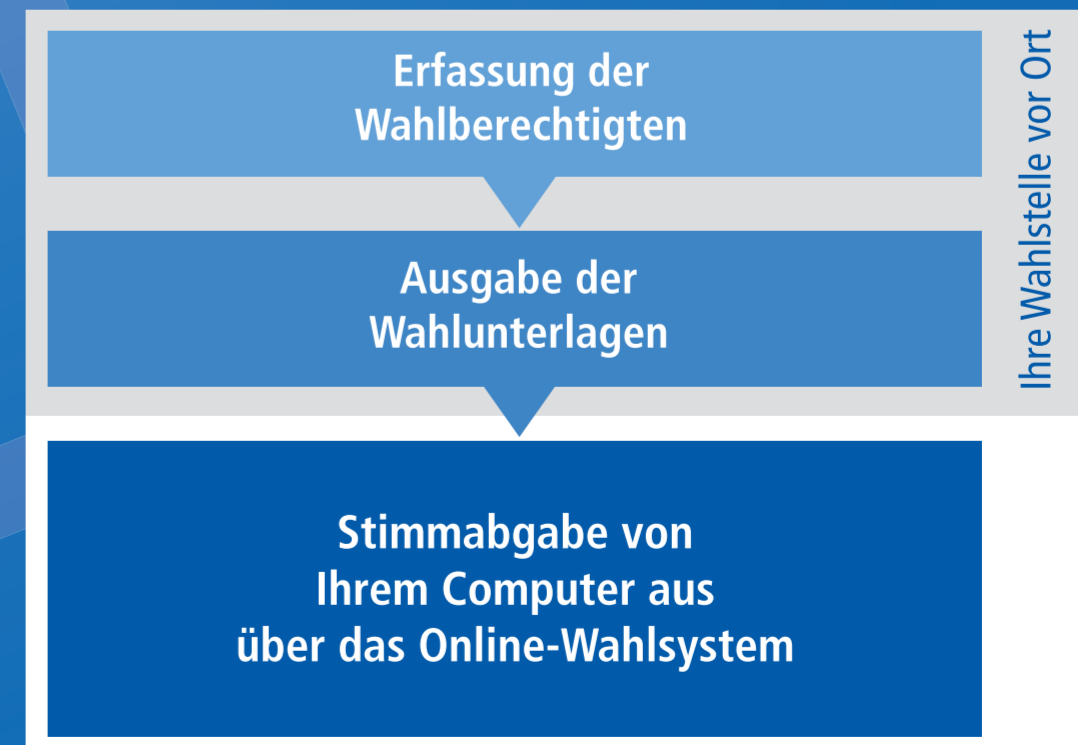 Erfassung der
Wahlberechtigten
Ausgabe der
Wahlunterlagen
Stimmabgabe von
Ihrem Computer aus
über das Online-Wahlsystem
Ihre Wahlstelle vor Ort